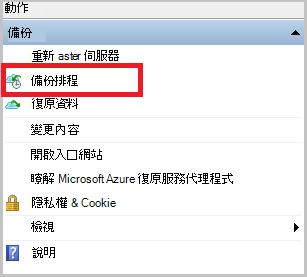 動作
備份
重新 aster 伺服器
備份排程
復原資料
變更內容
開啟入口網站
瞭解 Microsoft Azure 復原服務代理程式
隱私權 & Cookie
檢視
說明